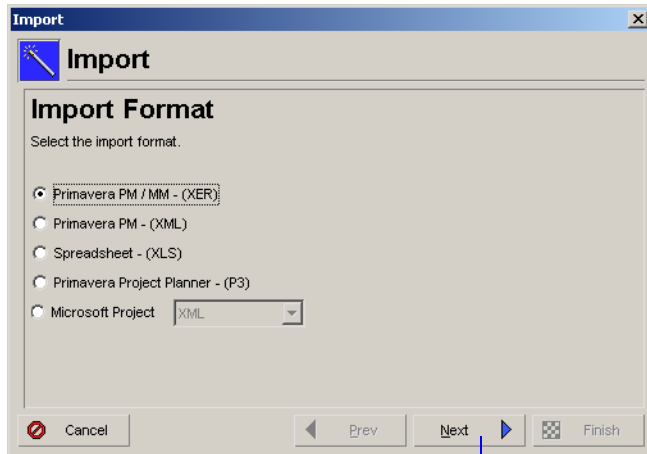 Import
Import
Import Format
Select the import format.
Primavera PM / MM - (XER)
Primavera PM - (XML)
Spreadsheet - (XLS)
Primavera Project Planner - (P3)
Microsoft Project XML
Cancel Prev Next Finish